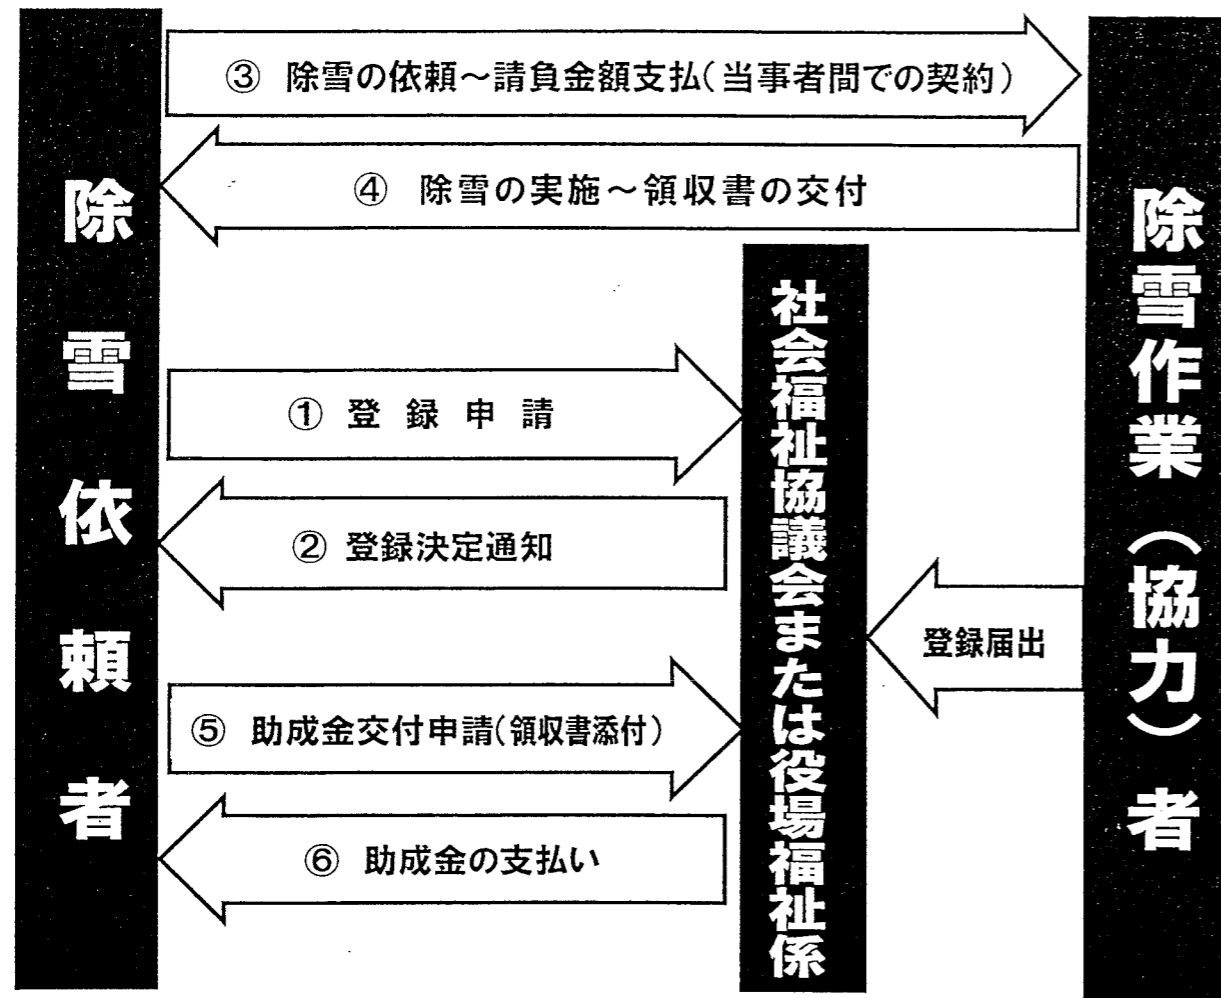 除雪依頼者
③ 除雪の依頼～請負金額支払(当事者間での契約)
④ 除雪の実施～領収書の交付
① 登録申請
② 登録決定通知
⑤ 助成金交付申請(領収書添付)
⑥ 助成金の支払い
社会福祉協議会または役場福祉係
登録届出
除雪作業(協力)者